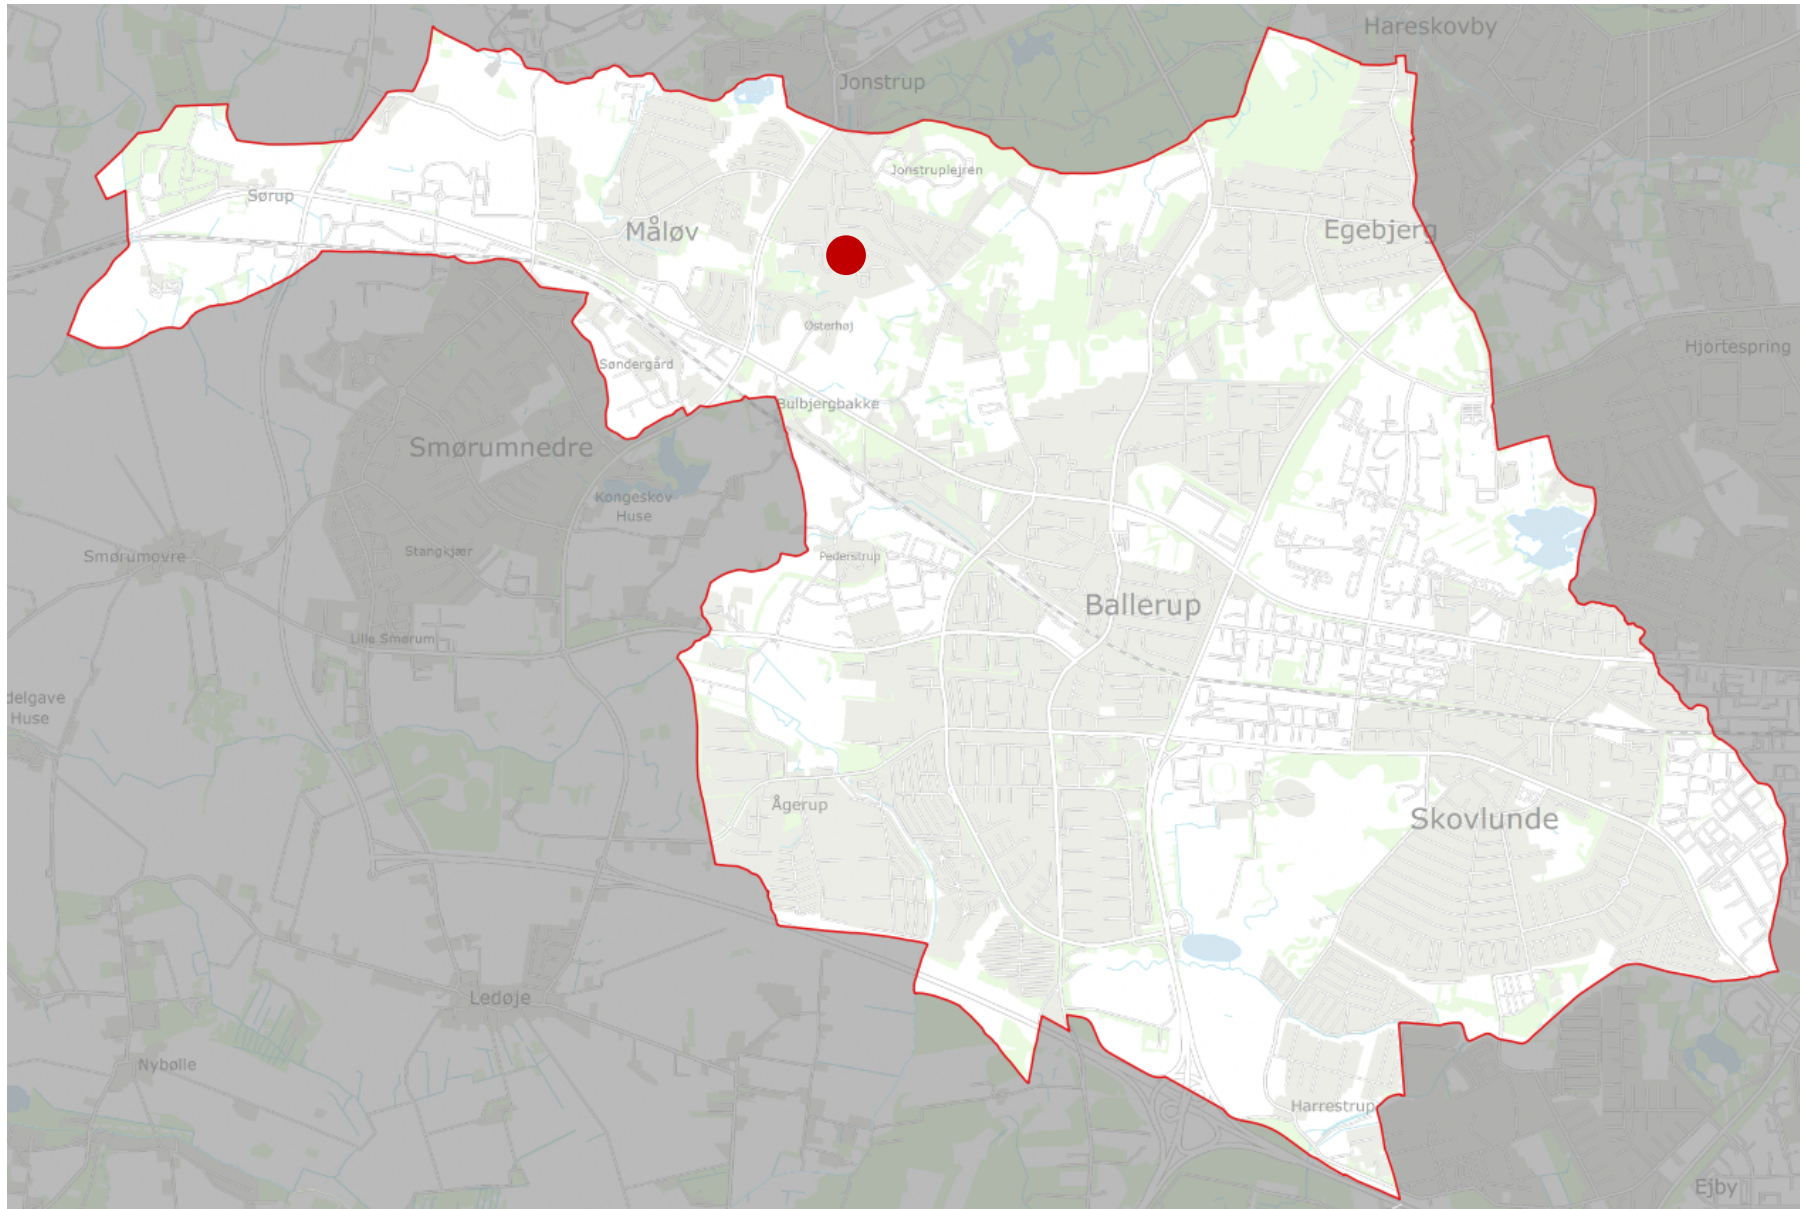 Hareskovby
Jonstrup
Jonstruplejren
Sørup
Måløv
Egebjerg
Østerhøj
Hjortespring
Søndergård
Bulbjergbakke
Smørumnedre
Kongeskov
Huse
Stangkjær
Smørumovre
Pederstrup
Ballerup
Lille Smørum
delgave
Huse
Ågerup
Skovlunde
Ledøje
Nybølle
Harrestrup
Ejby